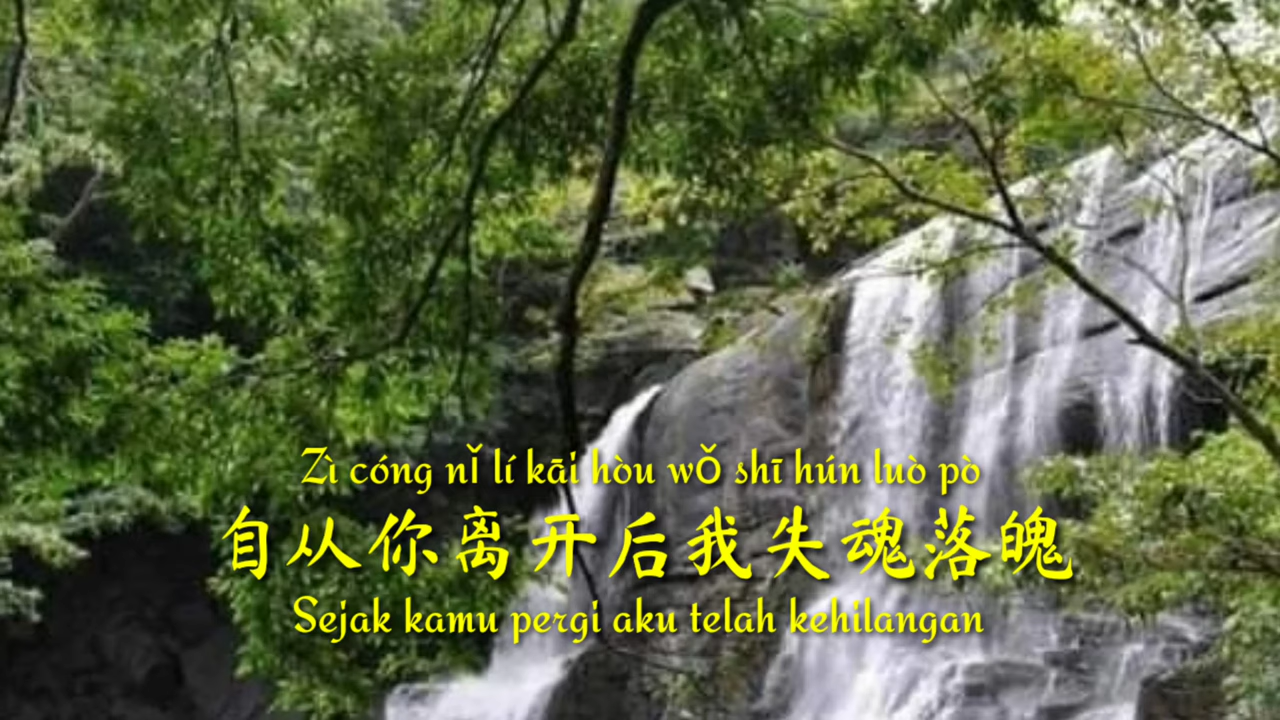 Zì cóng nǐ lí kāi hòu wǒ shī hún luò pò
自从你离开后我失魂落魄
Sejak kamu pergi aku telah kehilangan